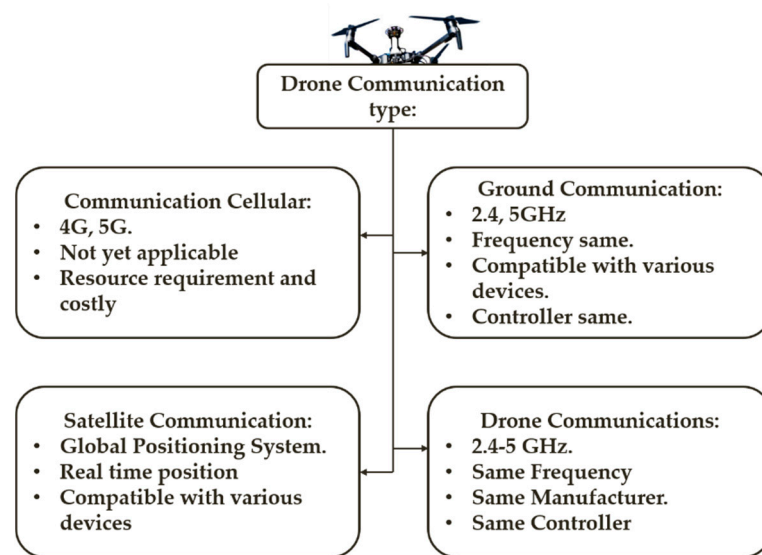 Drone Communication
type:
Communication Cellular:
• 4G, 5G.
• Not yet applicable
• Resource requirement and
costly
Ground Communication:
• 2.4, 5GHz
• Frequency same.
• Compatible with various
devices.
• Controller same.
Satellite Communication:
• Global Positioning System.
• Real time position
• Compatible with various
devices
Drone Communications:
• 2.4-5 GHz.
• Same Frequency
• Same Manufacturer.
• Same Controller